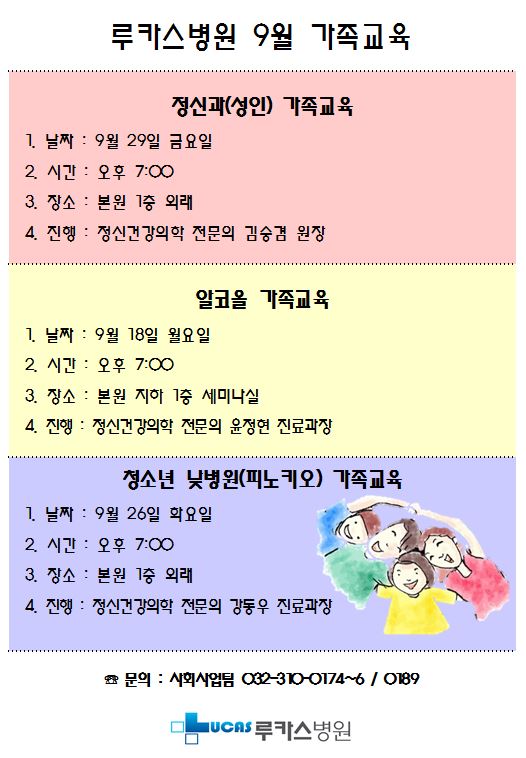 루카스병원 9월 가족교육
정신과(성인) 가족교육
1. 날짜 : 9월 29일 금요일
2. 시간 : 오후 7:00
3. 장소 : 본원 1층 외래
4. 진행 : 정신건강의학 전문의 김승겸 원장
알코올 가족교육
1. 날짜 : 9월 18일 월요일
2. 시간 : 오후 7:00
3. 장소 : 본원 지하 1층 세미나실
4. 진행 : 정신건강의학 전문의 윤정현 진료과장
청소년 낮병원(피노키오) 가족교육
1. 날짜 : 9월 26일 화요일
2. 시간 : 오후 7:00
3. 장소 : 본원 1층 외래
4. 진행 : 정신건강의학 전문의 강동우 진료과장
☎ 문의 : 사회사업팀 032-310-0174~6 / 0189
LUCAS 루카스병원